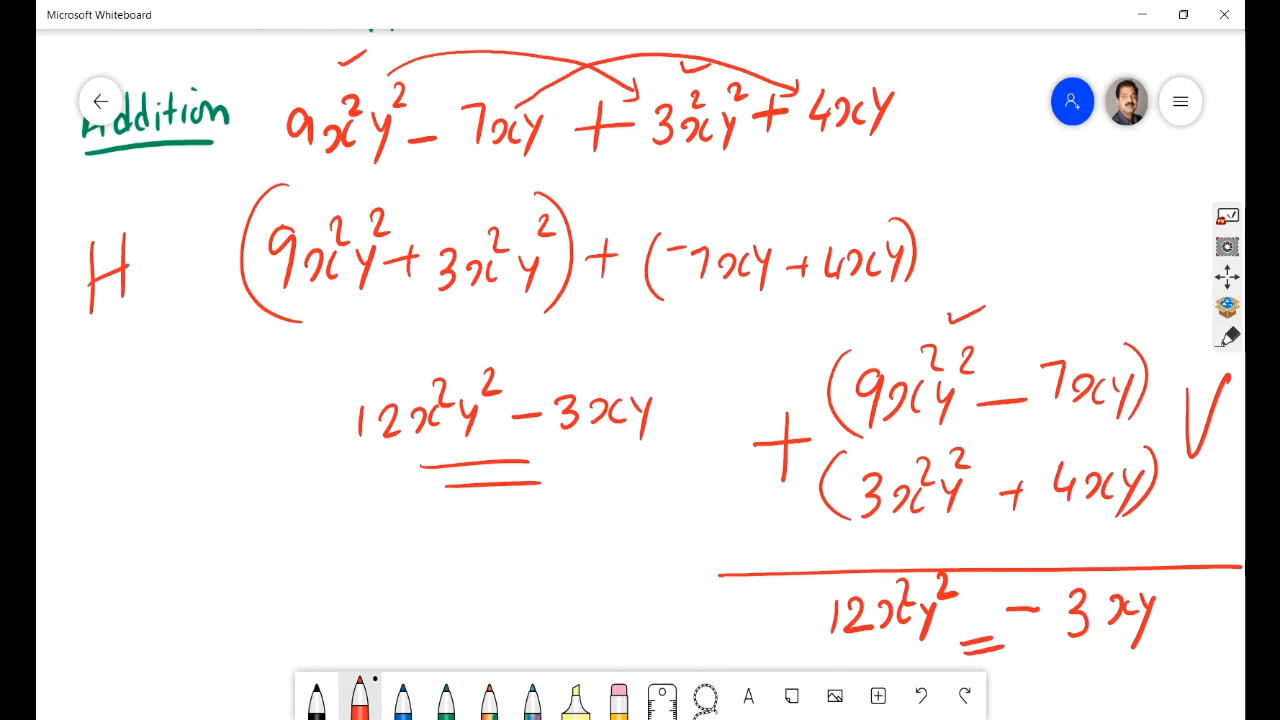 Microsoft Whiteboard
Addition 9x²y² - 7xy + 3x²y² + 4xy
H (9x²y² + 3x²y²) + (-7xy + 4xy)
12x²y² - 3xy
(9x²y² - 7xy) V
+ (3x²y² + 4xy)
12x²y² - 3xy
A